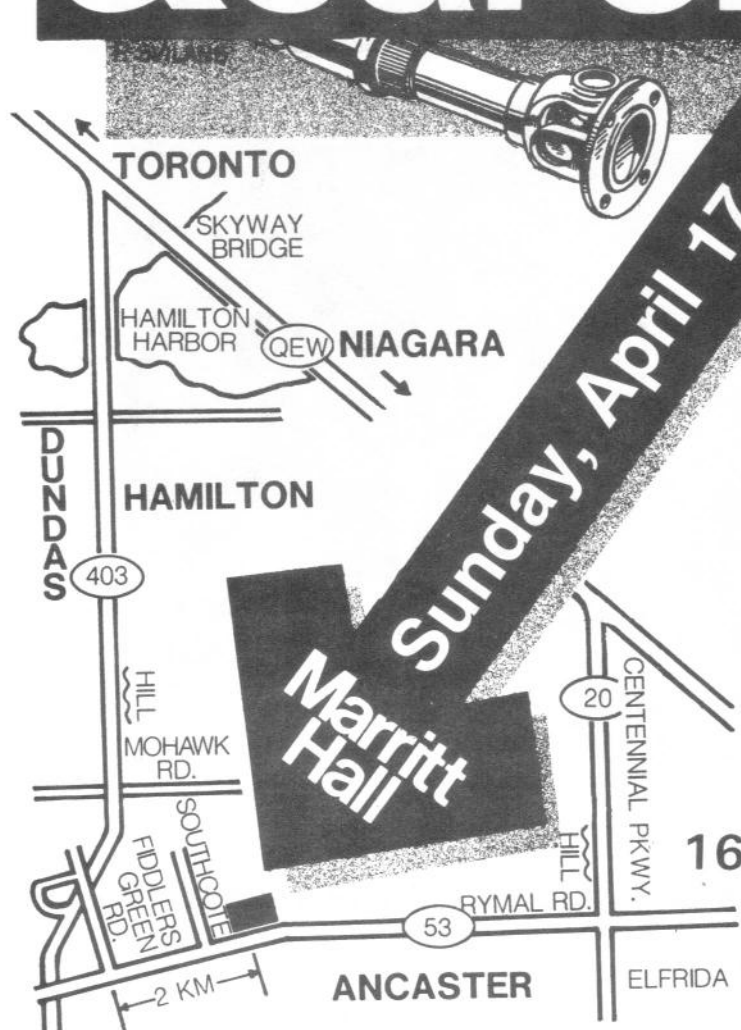 TORONTO
SKYWAY
BRIDGE
HAMILTON
HARBOR
QEW
NIAGARA
Sunday, April 17
DUNDAS
HAMILTON
403
HILL
MOHAWK
RD.
Marritt
Hall
20
CENTENNIAL PKWY.
16
SOUTHCOTE
FIDDLERS
GREEN
RD.
HILL
RYMAL RD.
53
2 KM
ANCASTER
ELFRIDA